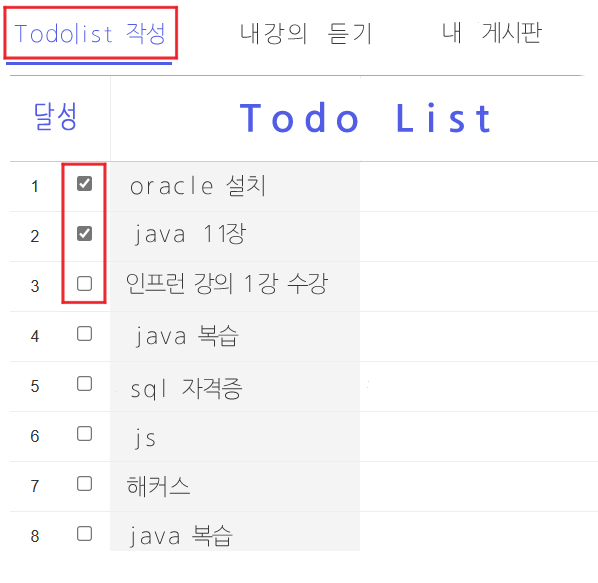 Todolist 작성 내강의 듣기 내 게시판
달성 Todo List
1 oracle 설치
2 java 11장
3 인프런 강의 1강 수강
4 java 복습
5 sql 자격증
6 js
7 해커스
8 java 복습